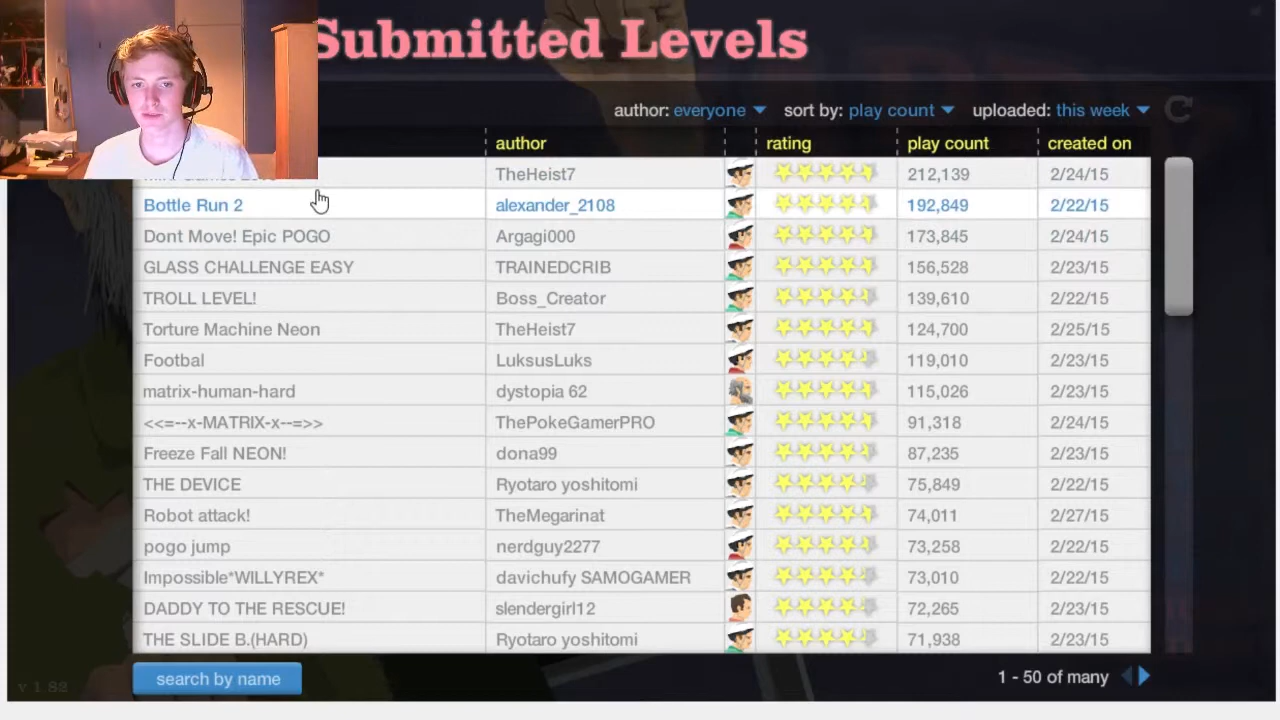 Submitted Levels
author: everyone sort by: play count uploaded: this week
author rating play count created on
TheHeist7 212,139 2/24/15
Bottle Run 2 alexander_2108 192,849 2/22/15
Dont Move! Epic POGO Argagi000 173,845 2/24/15
GLASS CHALLENGE EASY TRAINEDCRIB 156,528 2/23/15
TROLL LEVEL! Boss_Creator 139,610 2/22/15
Torture Machine Neon TheHeist7 124,700 2/25/15
Footbal LuksusLuks 119,010 2/23/15
matrix-human-hard dystopia 62 115,026 2/23/15
<<=--x-MATRIX-x--=>> ThePokeGamerPRO 91,318 2/24/15
Freeze Fall NEON! dona99 87,235 2/23/15
THE DEVICE Ryotaro yoshitomi 75,849 2/24/15
Robot attack! TheMegarinat 74,011 2/27/15
pogo jump nerdguy2277 73,258 2/22/15
Impossible*WILLYREX* davichufy SAMOGAMER 73,010 2/22/15
DADDY TO THE RESCUE! slendergirl12 72,265 2/23/15
THE SLIDE B.(HARD) Ryotaro yoshitomi 71,938 2/23/15
search by name 1 - 50 of many
v 1.82